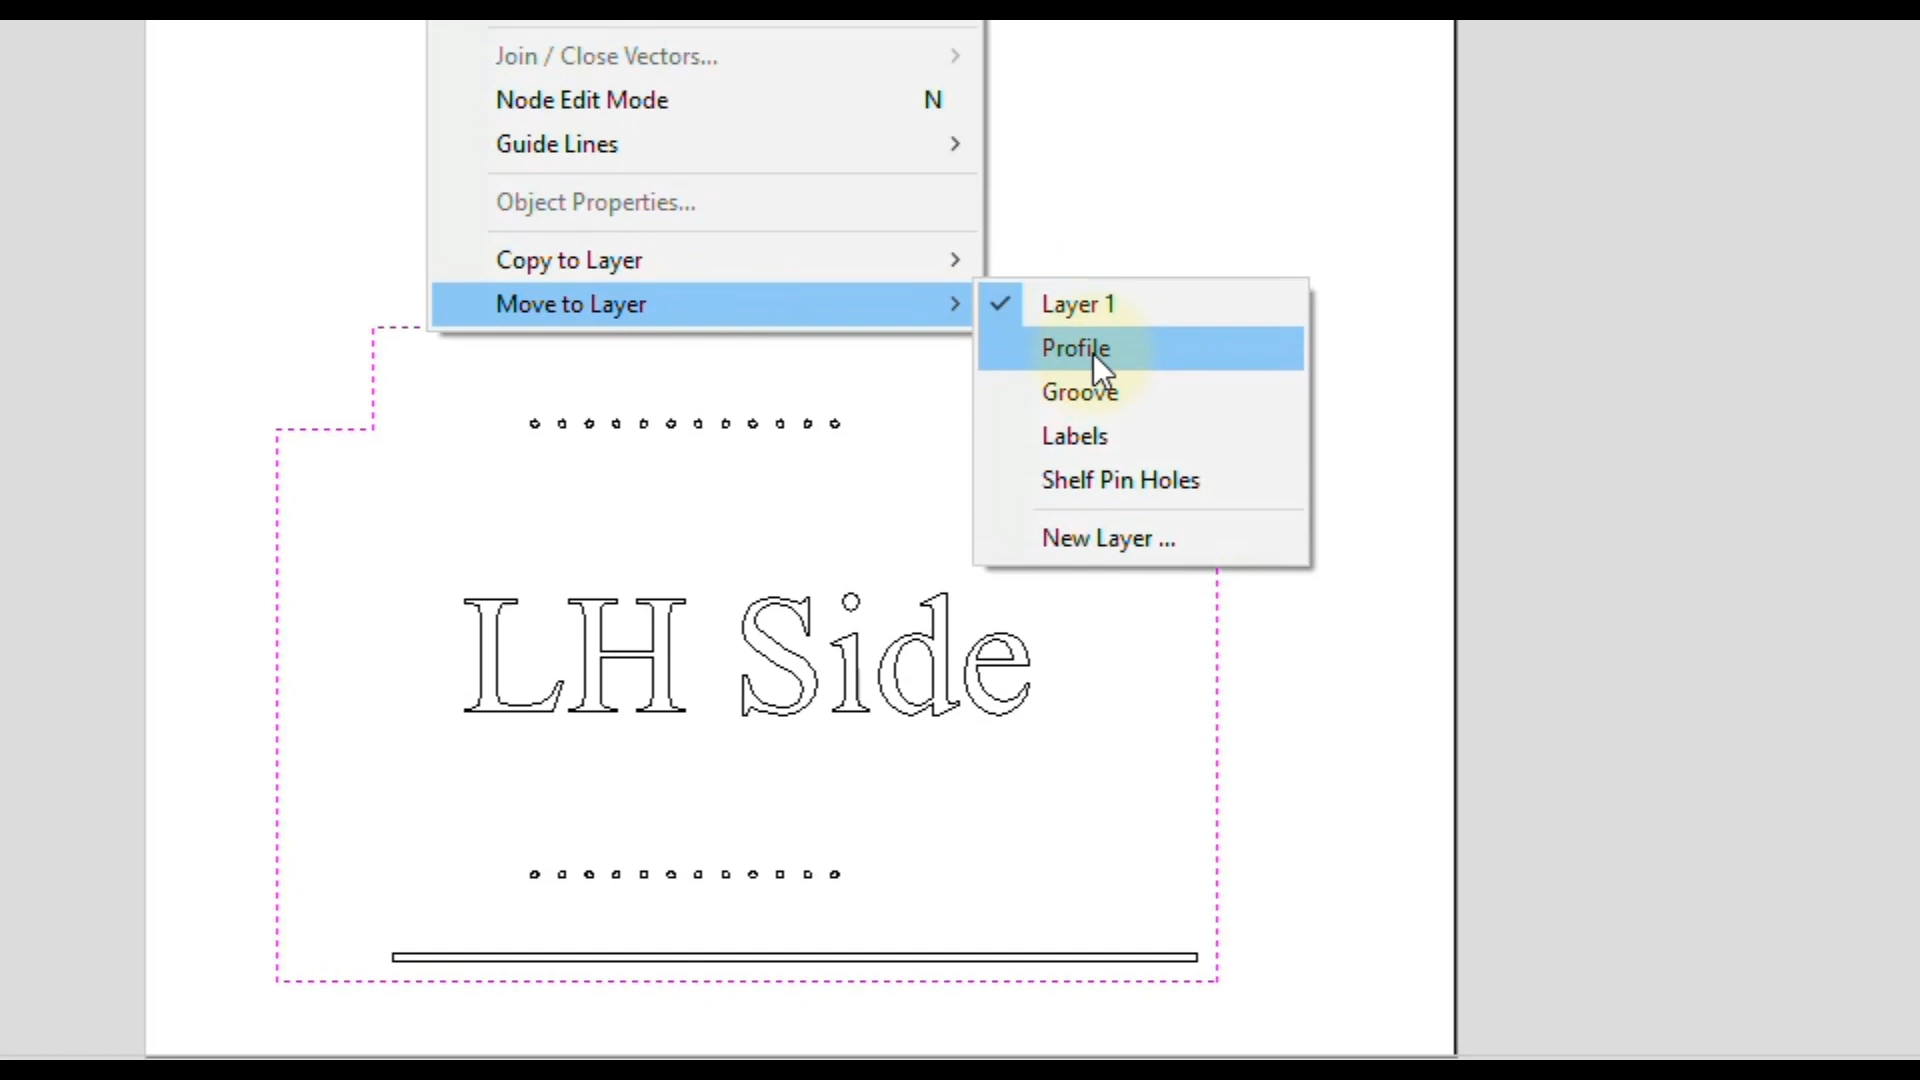 Join / Close Vectors...
Node Edit Mode N
Guide Lines
Object Properties...
Copy to Layer
Move to Layer
Layer 1
Profile
Groove
Labels
Shelf Pin Holes
New Layer ...
LH Side